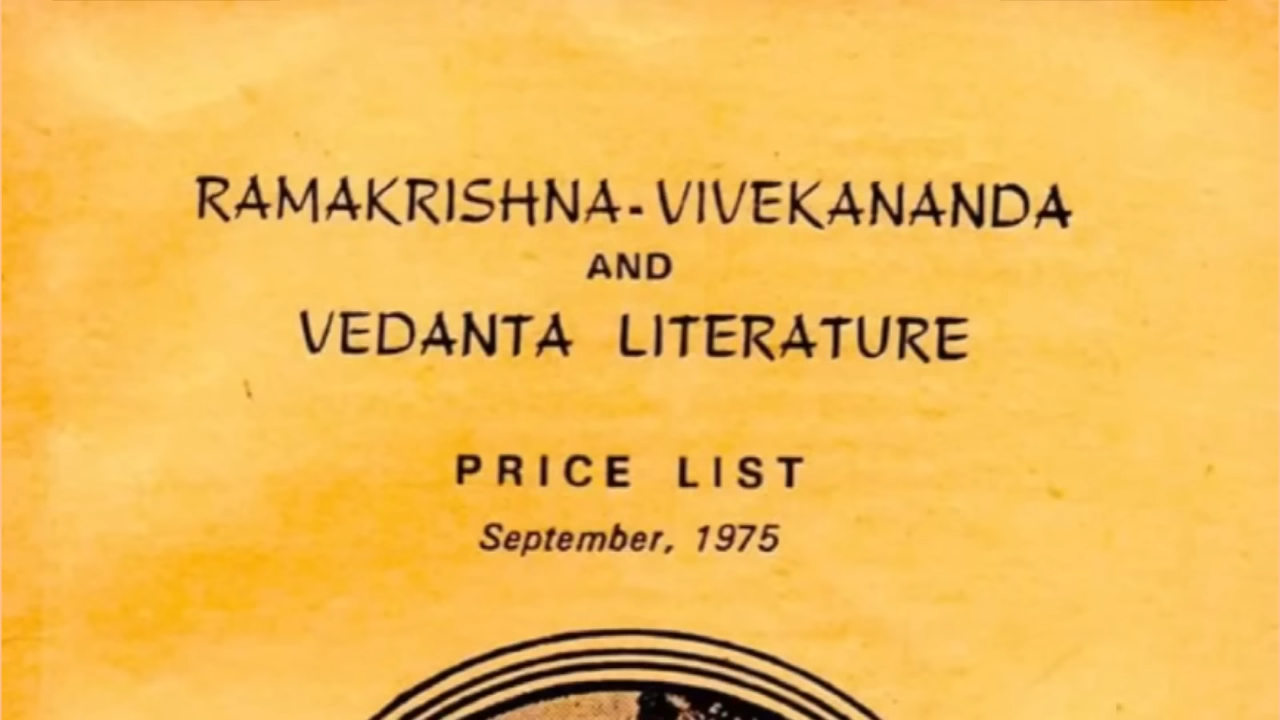 RAMAKRISHNA-VIVEKANANDA
AND
VEDANTA LITERATURE
PRICE LIST
September, 1975